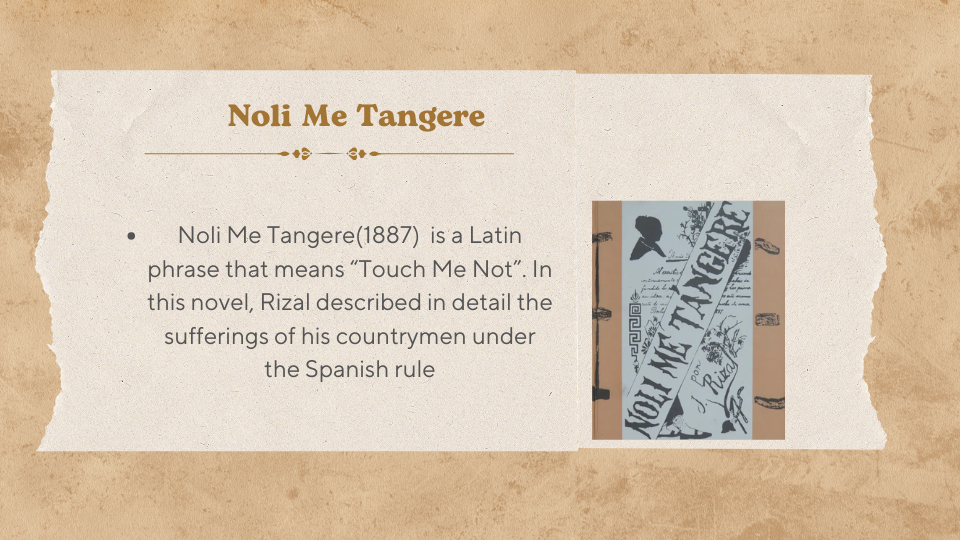 Noli Me Tangere
• Noli Me Tangere(1887)  is a Latin
phrase that means “Touch Me Not”. In
this novel, Rizal described in detail the
sufferings of his countrymen under
the Spanish rule
NOLI ME TANGERE
por
J. Rizal